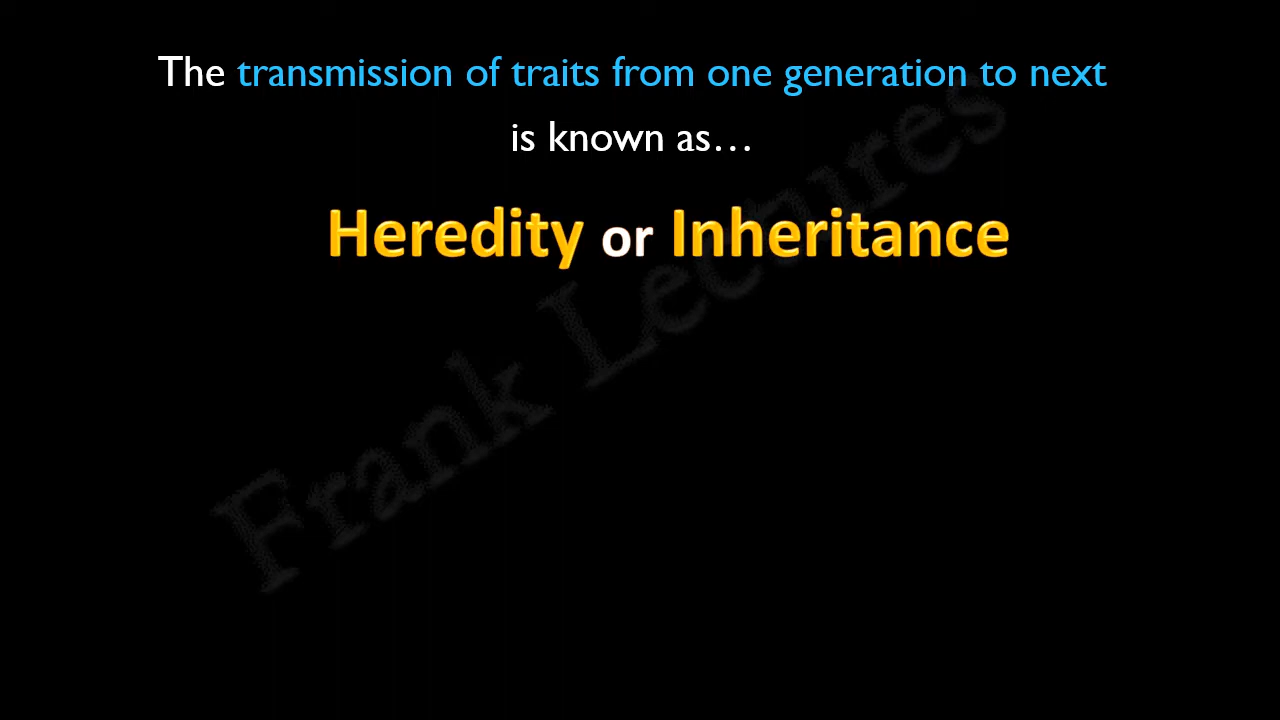 The transmission of traits from one generation to next
is known as…
Heredity or Inheritance
Frank Lectures